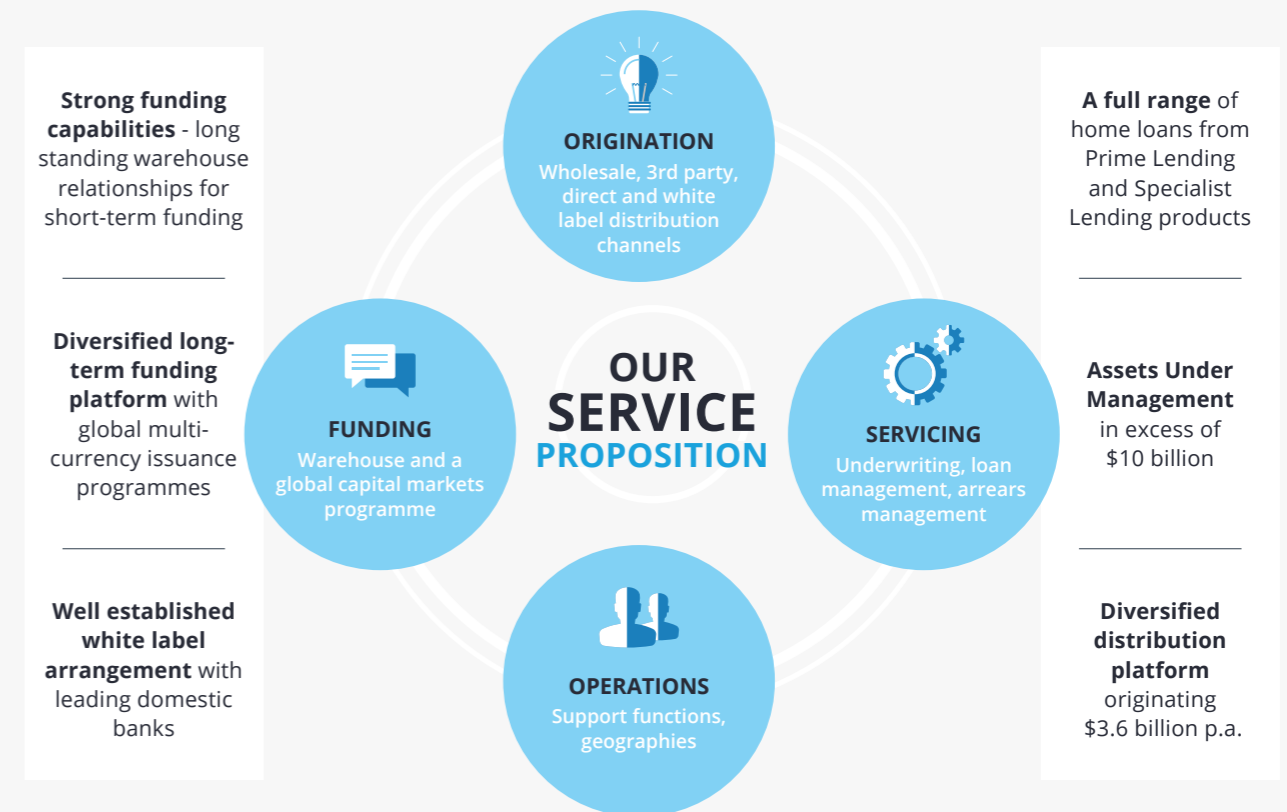 Strong funding
capabilities - long
standing warehouse
relationships for
short-term funding
Diversified long-
term funding
platform with
global multi-
currency issuance
programmes
Well established
white label
arrangement with
leading domestic
banks
ORIGINATION
Wholesale, 3rd party,
direct and white
label distribution
channels
FUNDING
Warehouse and a
global capital markets
programme
OUR
SERVICE
PROPOSITION
SERVICING
Underwriting, loan
management, arrears
management
OPERATIONS
Support functions,
geographies
A full range of
home loans from
Prime Lending
and Specialist
Lending products
Assets Under
Management
in excess of
$10 billion
Diversified
distribution
platform
originating
$3.6 billion p.a.